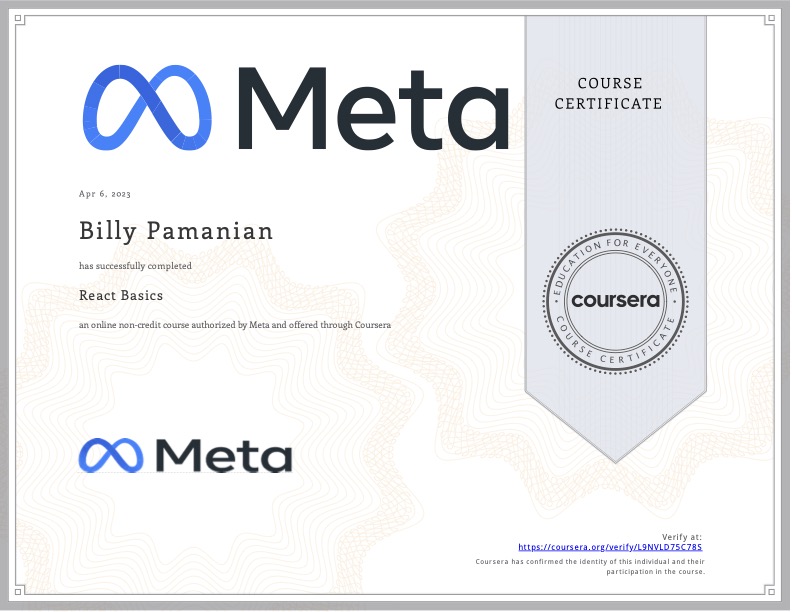 Meta
COURSE
CERTIFICATE
Apr 6, 2023
Billy Pamanian
has successfully completed
React Basics
an online non-credit course authorized by Meta and offered through Coursera
EDUCATION FOR EVERYONE
coursera
COURSE CERTIFICATE
Meta
Verify at:
https://coursera.org/verify/L9NVLD75C78S
Coursera has confirmed the identity of this individual and their
participation in the course.